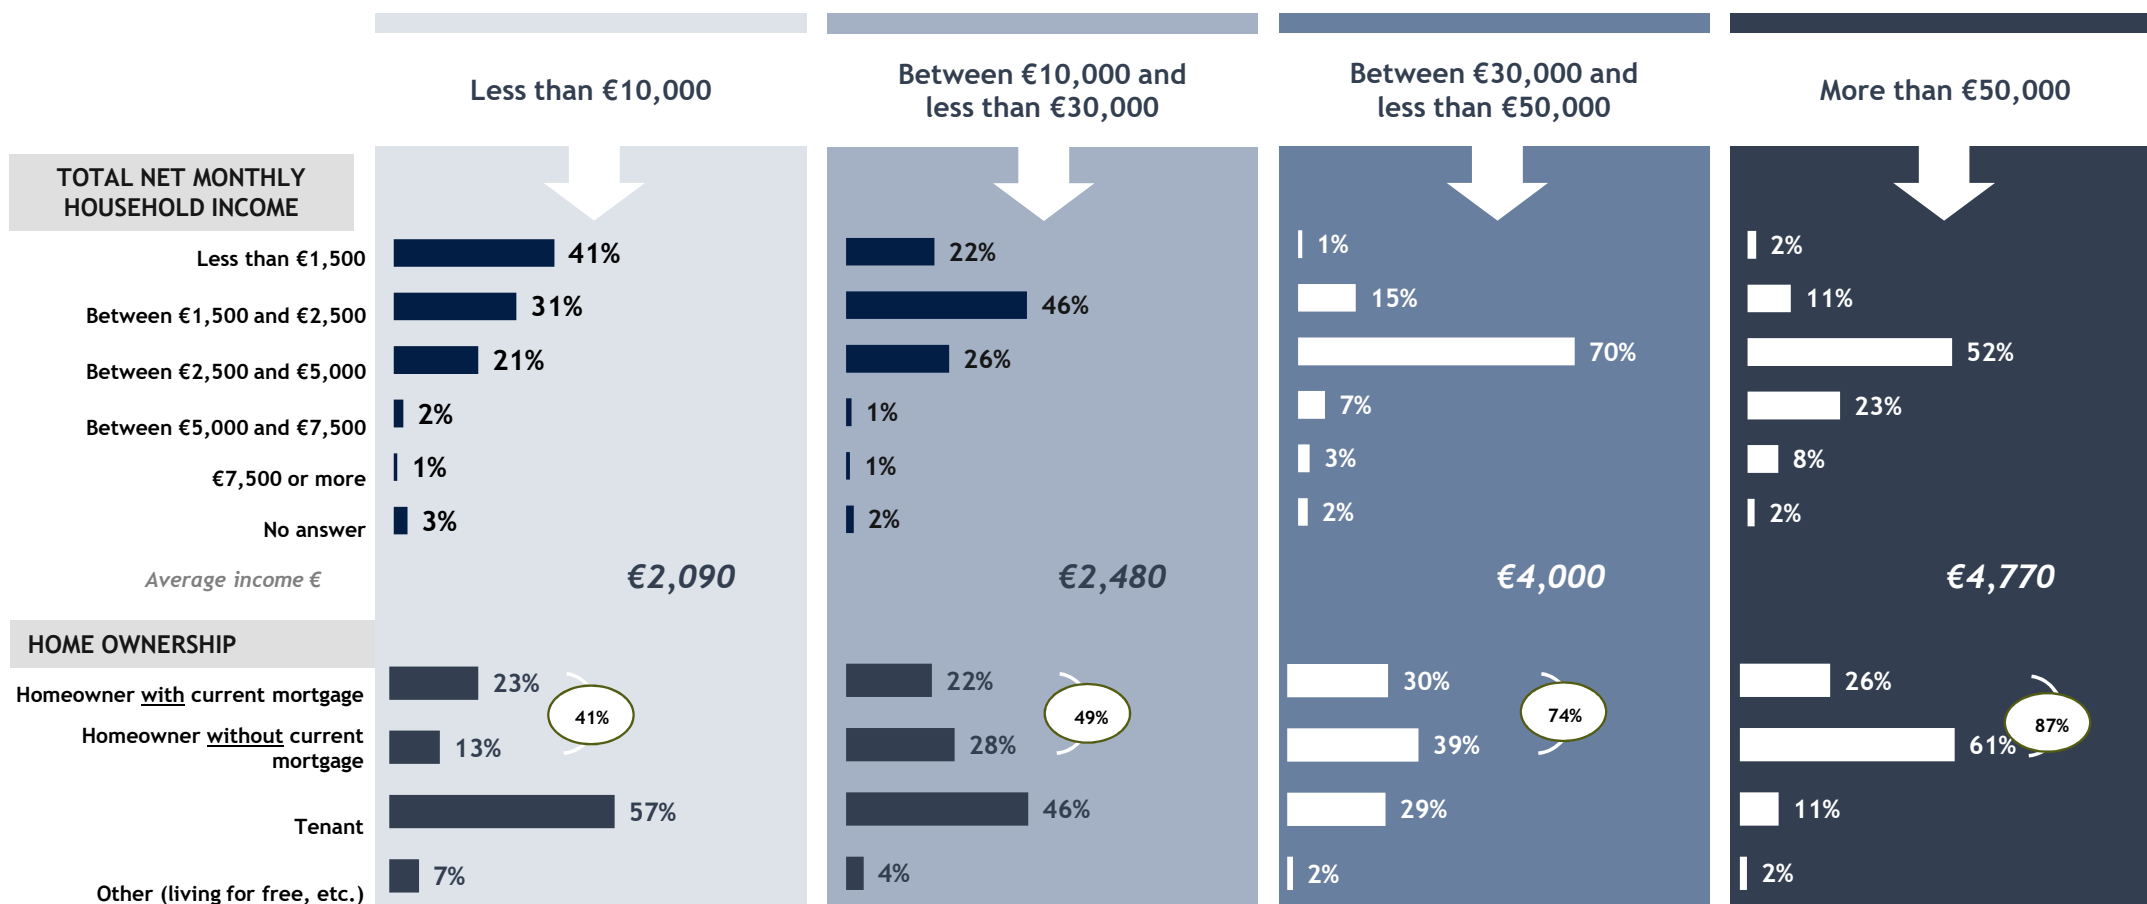 Less than €10,000
Between €10,000 and
less than €30,000
Between €30,000 and
less than €50,000
More than €50,000
TOTAL NET MONTHLY
HOUSEHOLD INCOME
Less than €1,500
41%
22%
1%
2%
Between €1,500 and €2,500
31%
46%
15%
11%
Between €2,500 and €5,000
21%
26%
70%
52%
Between €5,000 and €7,500
2%
1%
7%
23%
€7,500 or more
1%
1%
3%
8%
No answer
3%
2%
2%
2%
Average income €
€2,090
€2,480
€4,000
€4,770
HOME OWNERSHIP
Homeowner with current mortgage
23%
22%
30%
26%
41%
49%
74%
87%
Homeowner without current
mortgage
13%
28%
39%
61%
Tenant
57%
46%
29%
11%
Other (living for free, etc.)
7%
4%
2%
2%